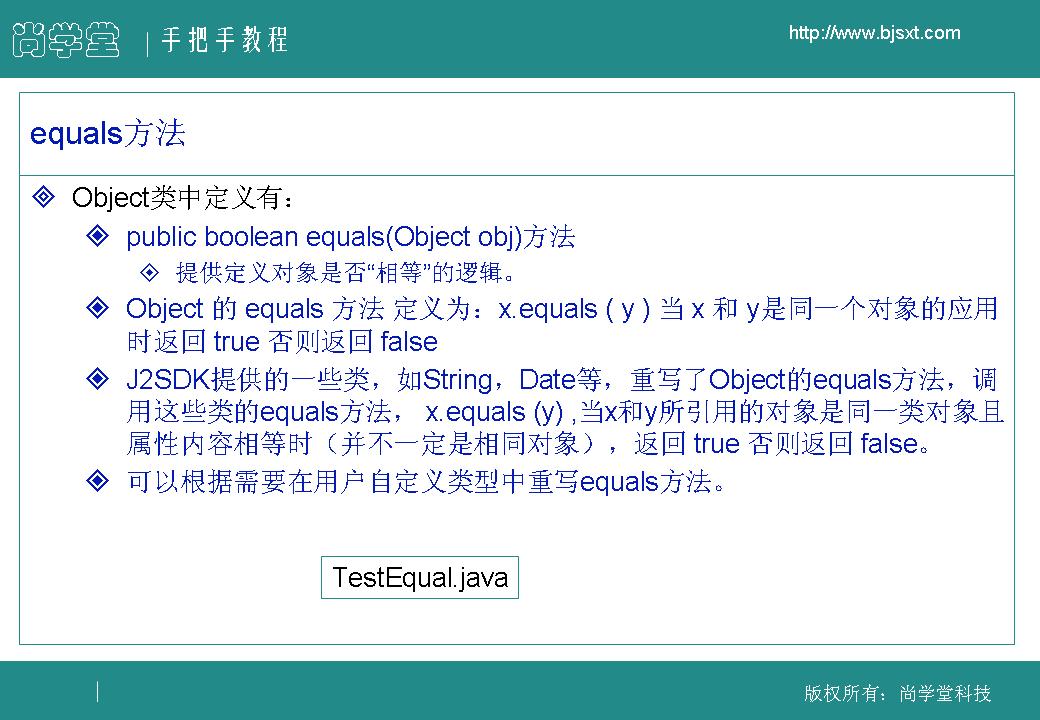 尚学堂
手把手教程
http://www.bjsxt.com
equals方法
Object类中定义有：
public boolean equals(Object obj)方法
提供定义对象是否“相等”的逻辑。
Object 的 equals 方法 定义为：x.equals ( y ) 当 x 和 y是同一个对象的应用
时返回 true 否则返回 false
J2SDK提供的一些类，如String，Date等，重写了Object的equals方法，调
用这些类的equals方法， x.equals (y) ,当x和y所引用的对象是同一类对象且
属性内容相等时（并不一定是相同对象），返回 true 否则返回 false。
可以根据需要在用户自定义类型中重写equals方法。
TestEqual.java
版权所有：尚学堂科技